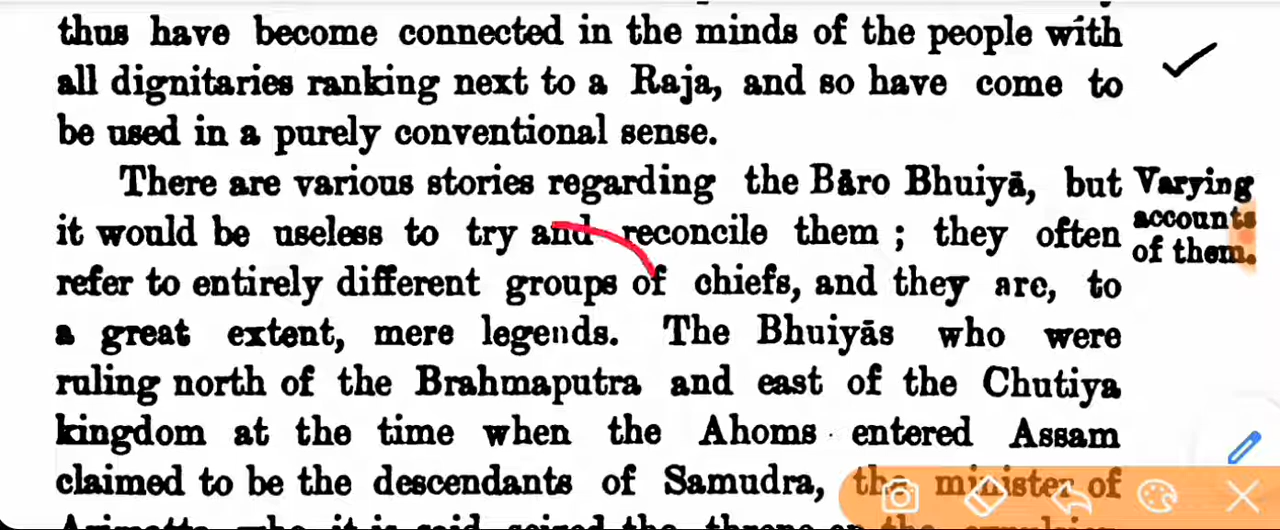 thus have become connected in the minds of the people with
all dignitaries ranking next to a Raja, and so have come to
be used in a purely conventional sense.
There are various stories regarding the Bāro Bhuiyā, but
it would be useless to try and reconcile them ; they often
refer to entirely different groups of chiefs, and they are, to
a great extent, mere legends. The Bhuiyās who were
ruling north of the Brahmaputra and east of the Chutiya
kingdom at the time when the Ahoms entered Assam
claimed to be the descendants of Samudra, the minister of
Varying
accounts
of them.